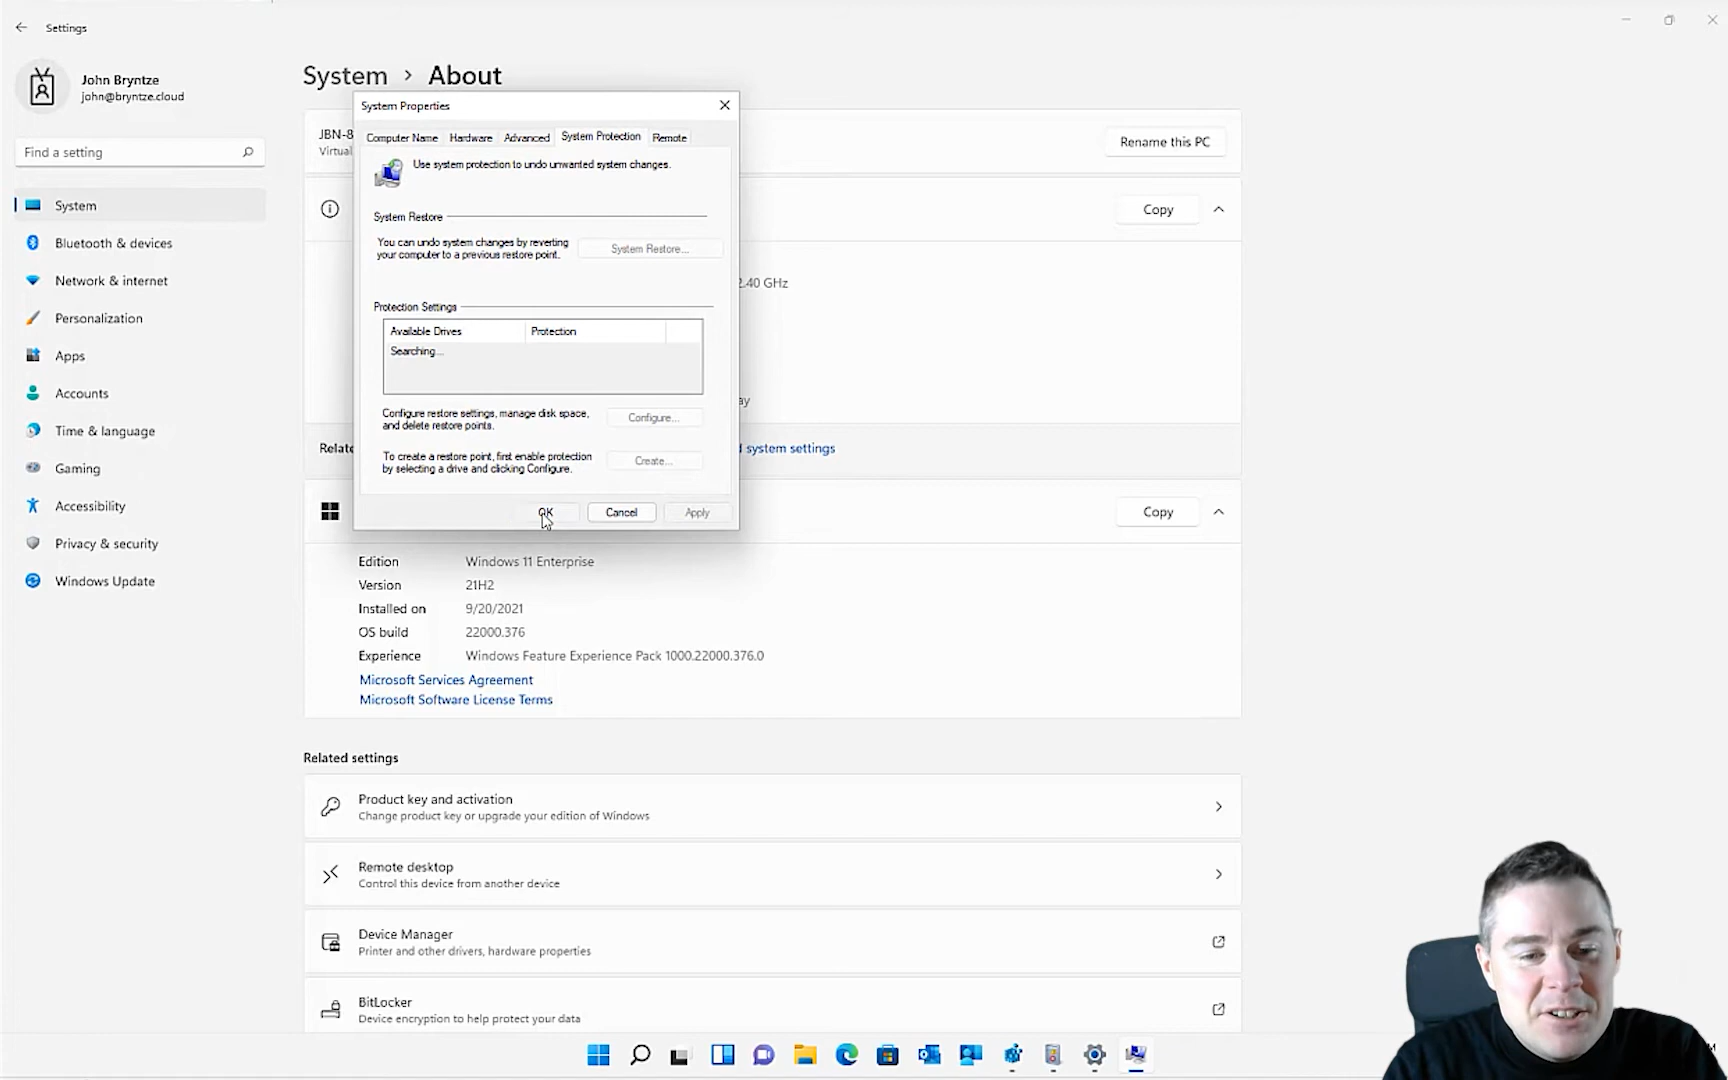 Settings
John Bryntze
john@bryntze.cloud
Find a setting
System
Bluetooth & devices
Network & internet
Personalization
Apps
Accounts
Time & language
Gaming
Accessibility
Privacy & security
Windows Update
System > About
JBN-8
Virtual
Rename this PC
Copy
2.40 GHz
ay
Relate
d system settings
System Properties
Computer Name
Hardware
Advanced
System Protection
Remote
Use system protection to undo unwanted system changes.
System Restore
You can undo system changes by reverting
your computer to a previous restore point.
System Restore...
Protection Settings
Available Drives
Protection
Searching...
Configure restore settings, manage disk space,
and delete restore points.
Configure...
To create a restore point, first enable protection
by selecting a drive and clicking Configure.
Create...
OK
Cancel
Apply
Copy
Edition Windows 11 Enterprise
Version 21H2
Installed on 9/20/2021
OS build 22000.376
Experience Windows Feature Experience Pack 1000.22000.376.0
Microsoft Services Agreement
Microsoft Software License Terms
Related settings
Product key and activation
Change product key or upgrade your edition of Windows
Remote desktop
Control this device from another device
Device Manager
Printer and other drivers, hardware properties
BitLocker
Device encryption to help protect your data